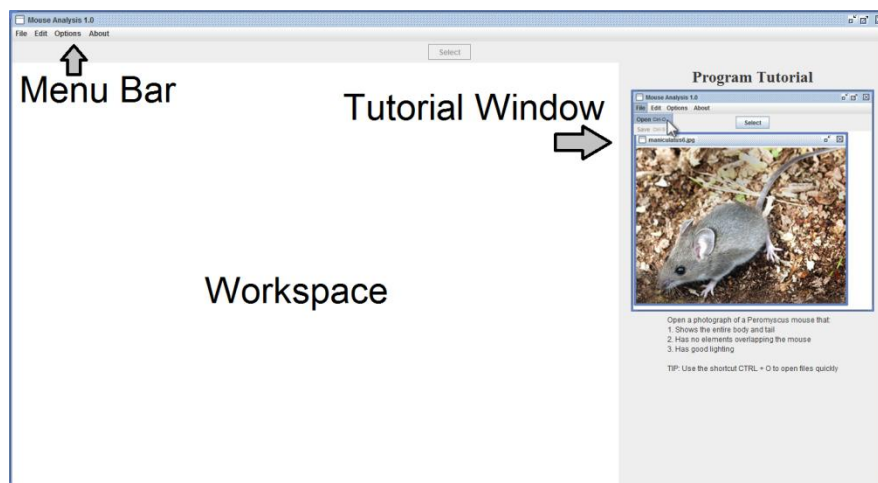 Mouse Analysis 1.0
File Edit Options About
Select
Menu Bar
Tutorial Window
Workspace
Program Tutorial
Mouse Analysis 1.0
File Edit Options About
Open Ctrl-O
Save Ctrl-S
Select
Open a photograph of a Peromyscus mouse that:
1. Shows the entire body and tail
2. Has no elements overlapping the mouse
3. Has good lighting
TIP: Use the shortcut CTRL + O to open files quickly